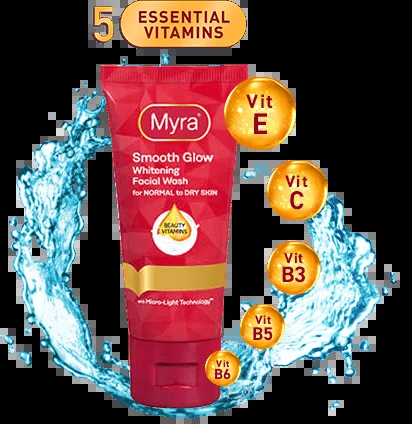 5 ESSENTIAL
VITAMINS
Myra®
Smooth Glow
Whitening
Facial Wash
for NORMAL to DRY SKIN
BEAUTY
VITAMINS
with Micro-Light Technology™
Vit
E
Vit
C
Vit
B3
Vit
B5
Vit
B6